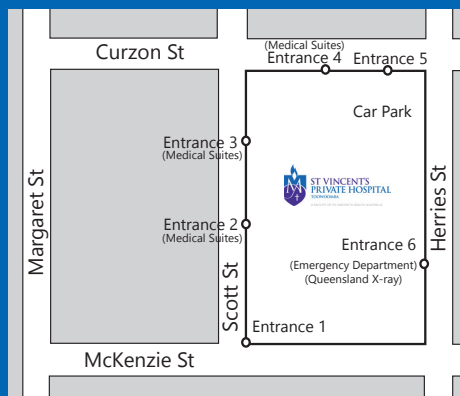 (Medical Suites)
Curzon St
Entrance 4
Entrance 5
Car Park
Entrance 3
(Medical Suites)
ST VINCENT'S
PRIVATE HOSPITAL
TOOWOOMBA
Margaret St
Herries St
Entrance 2
(Medical Suites)
Entrance 6
(Emergency Department)
(Queensland X-ray)
Scott St
Entrance 1
McKenzie St